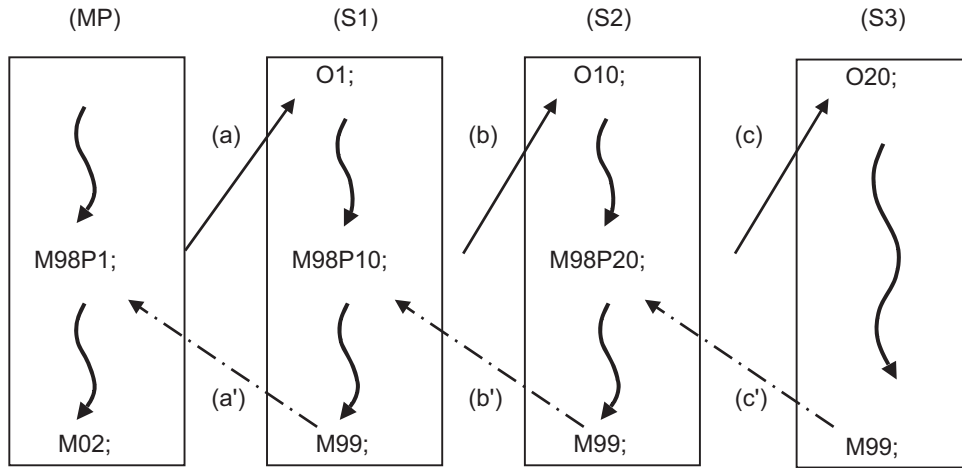 (MP)
(S1)
(S2)
(S3)
O1;
O10;
O20;
(a)
(b)
(c)
M98P1;
M98P10;
M98P20;
(a')
(b')
(c')
M02;
M99;
M99;
M99;